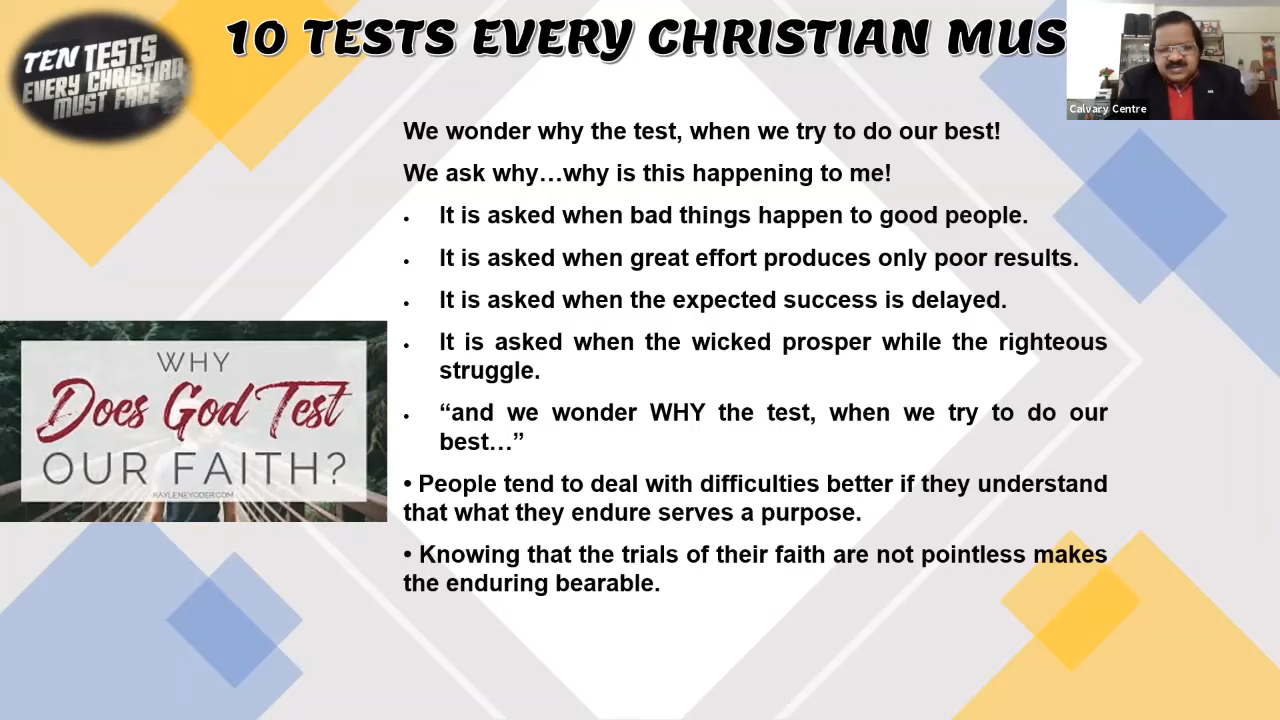 10 TESTS EVERY CHRISTIAN MUS
TEN TESTS
EVERY CHRISTIAN
MUST FACE
Calvary Centre
We wonder why the test, when we try to do our best!
We ask why…why is this happening to me!
• It is asked when bad things happen to good people.
• It is asked when great effort produces only poor results.
• It is asked when the expected success is delayed.
• It is asked when the wicked prosper while the righteous
struggle.
• “and we wonder WHY the test, when we try to do our
best…”
• People tend to deal with difficulties better if they understand
that what they endure serves a purpose.
• Knowing that the trials of their faith are not pointless makes
the enduring bearable.
WHY
Does God Test
OUR FAITH?
KAYLENEYODER.COM